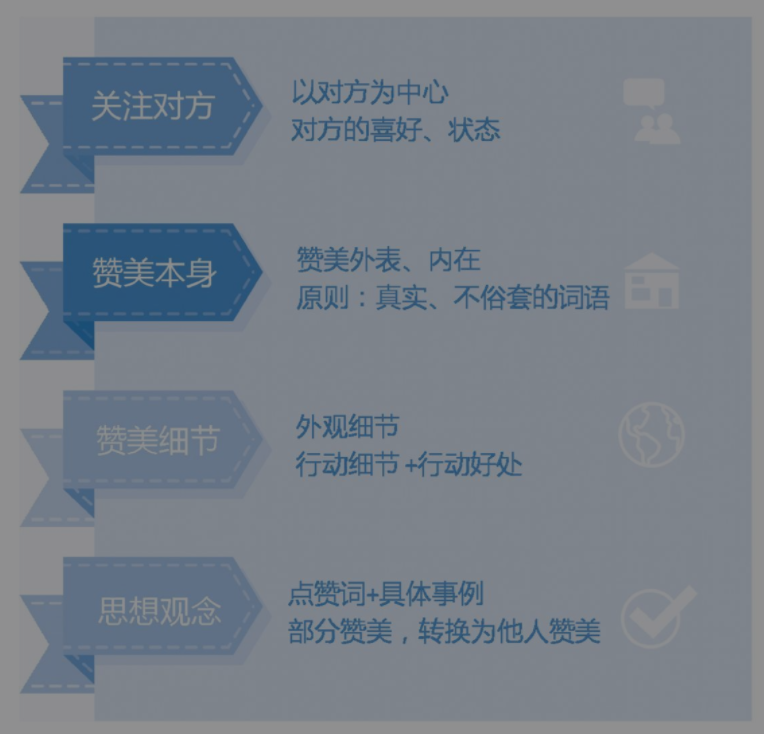 关注对方
以对方为中心
对方的喜好、状态
赞美本身
赞美外表、内在
原则：真实、不俗套的词语
赞美细节
外观细节
行动细节+行动好处
思想观念
点赞词+具体事例
部分赞美，转换为他人赞美